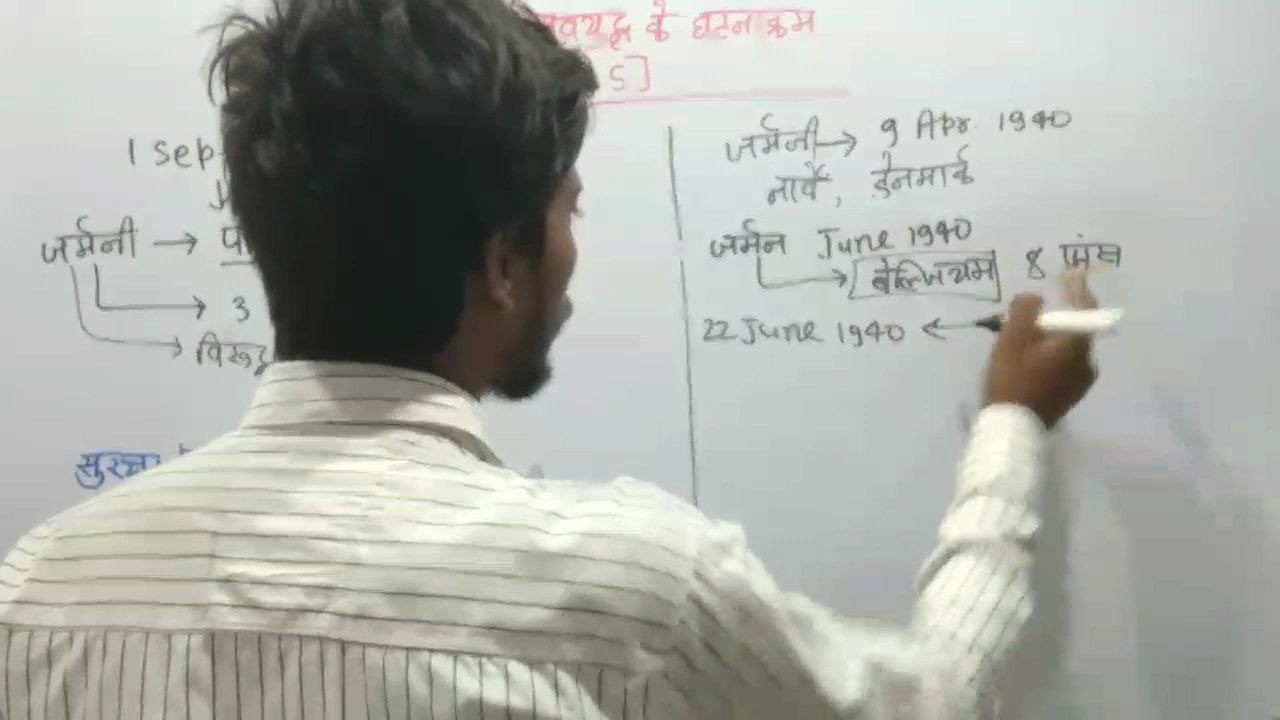 के घटनाक्रम
5]
1 Sep
जर्मनी →
3
विरूद्ध
सुरक्षा
जर्मनी → 9 Apr. 1940
नार्वे, डेनमार्क
जर्मन June 1940
बेल्जियम 8
22 June 1940 ←